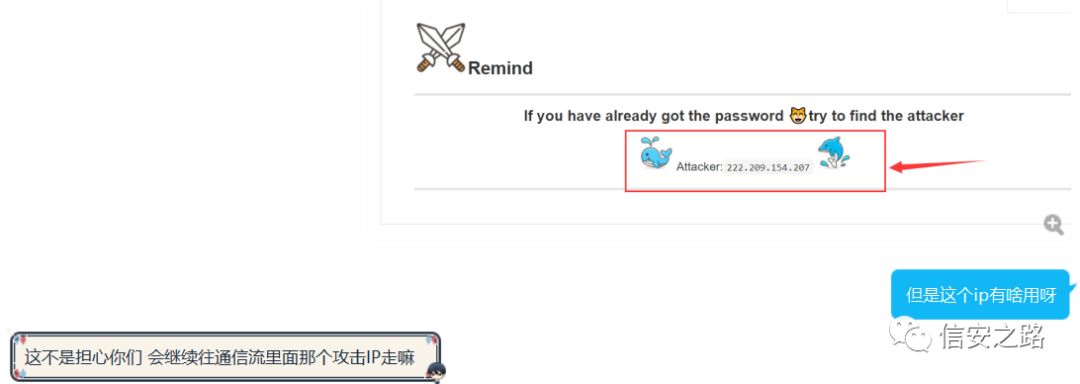 Remind
If you have already got the password 😸try to find the attacker
Attacker: 222.209.154.207
但是这个ip有啥用呀
信安之路
这不是担心你们 会继续往通信流里面那个攻击IP走嘛